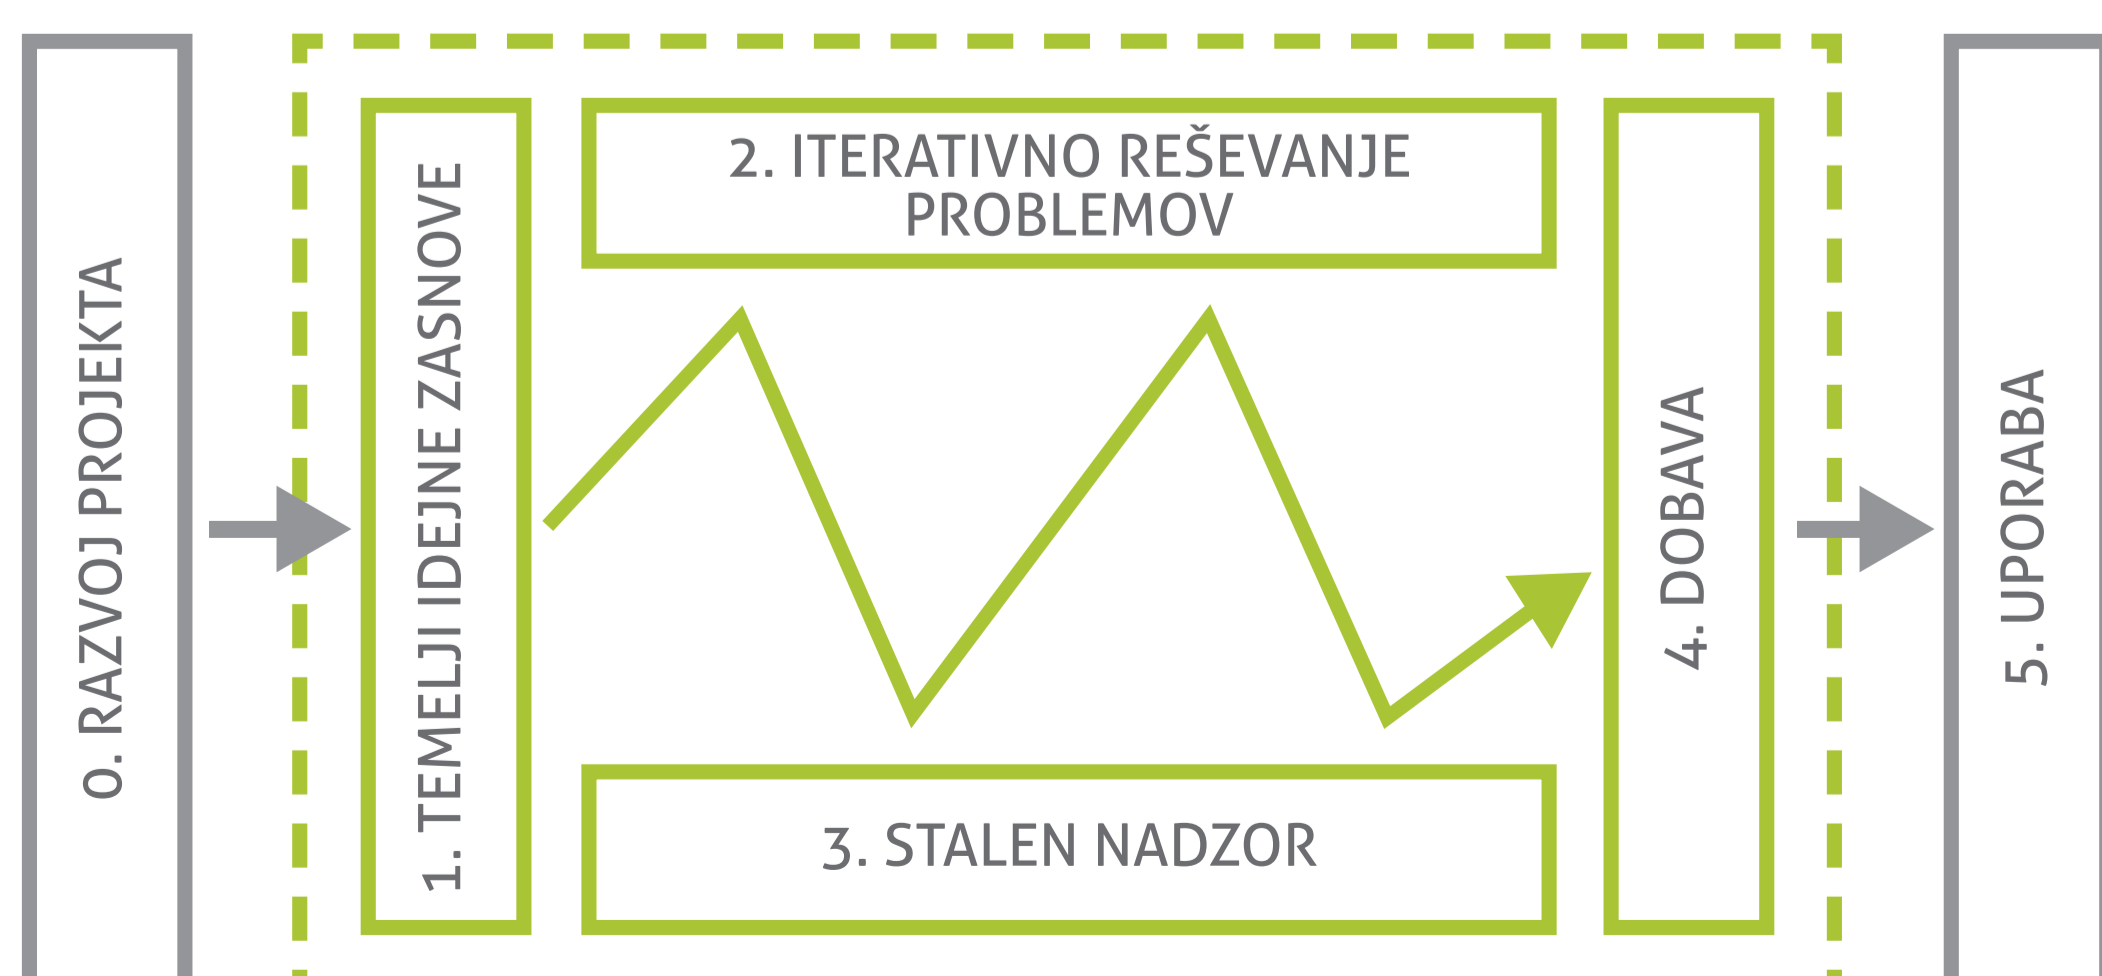 0. RAZVOJ PROJEKTA
1. TEMELJI IDEJNE ZASNOVE
2. ITERATIVNO REŠEVANJE
PROBLEMOV
3. STALEN NADZOR
4. DOBAVA
5. UPORABA